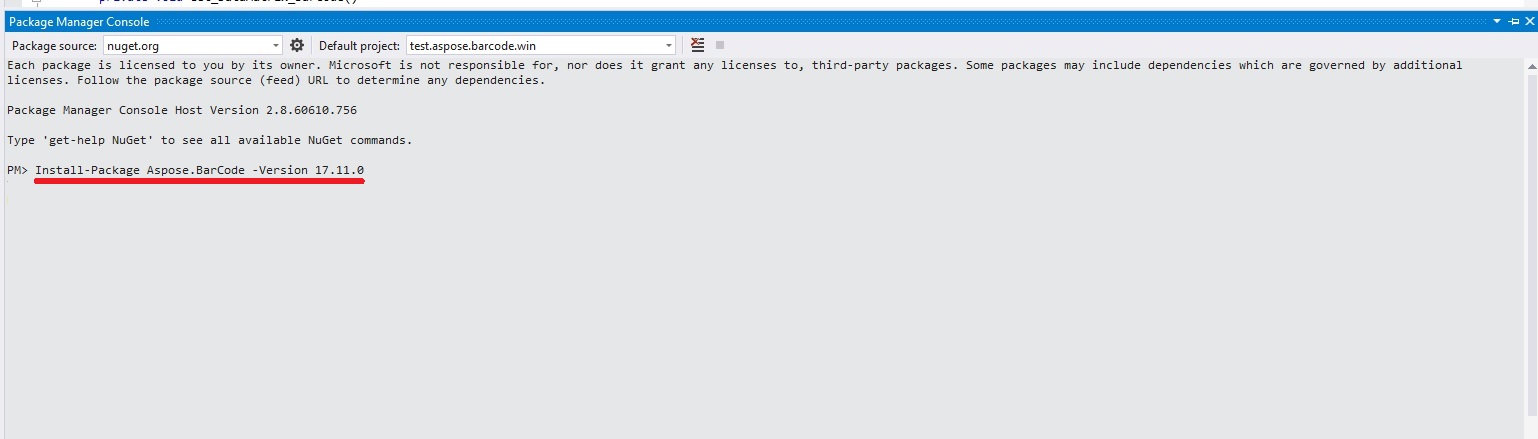 Package Manager Console
Package source: nuget.org Default project: test.aspose.barcode.win
Each package is licensed to you by its owner. Microsoft is not responsible for, nor does it grant any licenses to, third-party packages. Some packages may include dependencies which are governed by additional
licenses. Follow the package source (feed) URL to determine any dependencies.
Package Manager Console Host Version 2.8.60610.756
Type 'get-help NuGet' to see all available NuGet commands.
PM> Install-Package Aspose.BarCode -Version 17.11.0